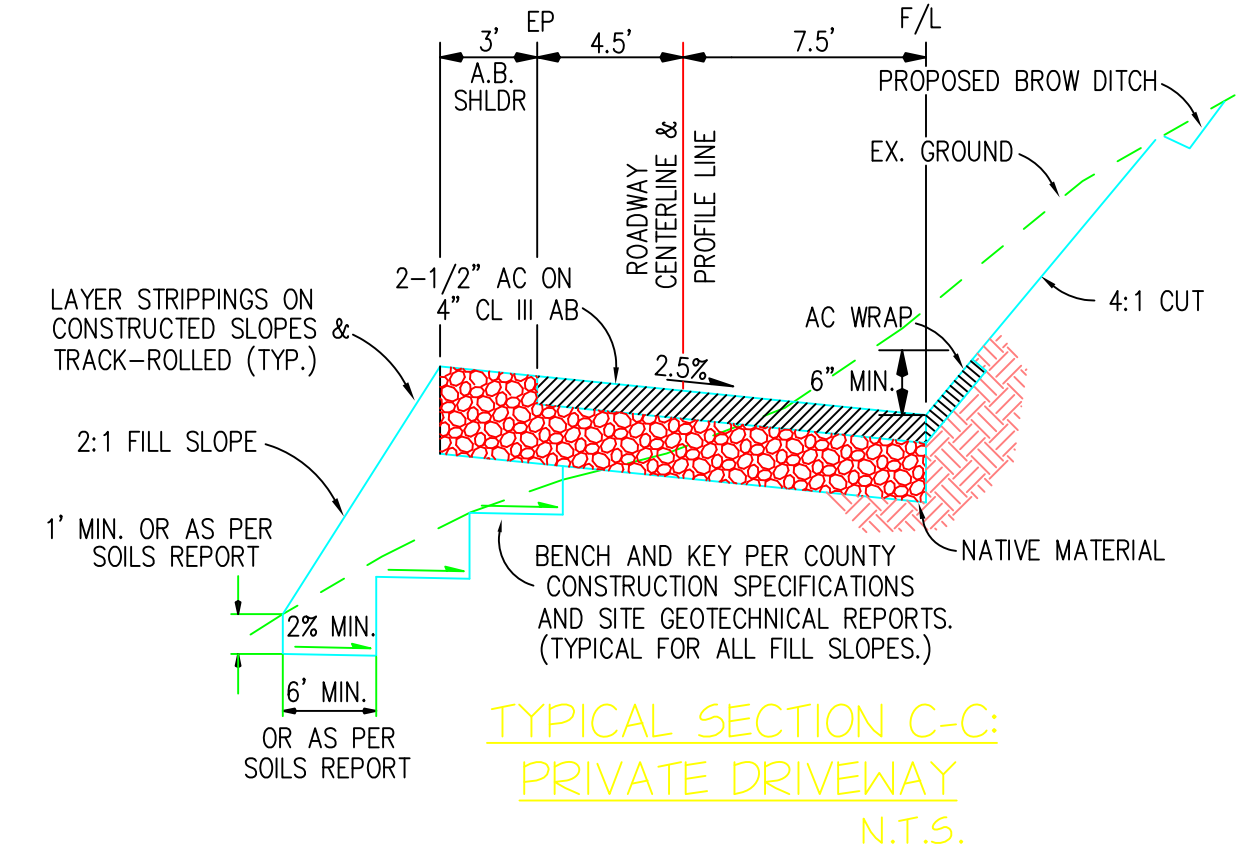 EP
F/L
3'
4.5'
7.5'
A.B.
SHLDR
PROPOSED BROW DITCH
EX. GROUND
ROADWAY
CENTERLINE &
PROFILE LINE
2-1/2" AC ON
4" CL III AB
LAYER STRIPPINGS ON
CONSTRUCTED SLOPES &
TRACK-ROLLED (TYP.)
AC WRAP
4:1 CUT
2.5%
6" MIN.
2:1 FILL SLOPE
1' MIN. OR AS PER
SOILS REPORT
BENCH AND KEY PER COUNTY
CONSTRUCTION SPECIFICATIONS
AND SITE GEOTECHNICAL REPORTS.
(TYPICAL FOR ALL FILL SLOPES.)
NATIVE MATERIAL
2% MIN.
6' MIN.
OR AS PER
SOILS REPORT
TYPICAL SECTION C-C:
PRIVATE DRIVEWAY
N.T.S.